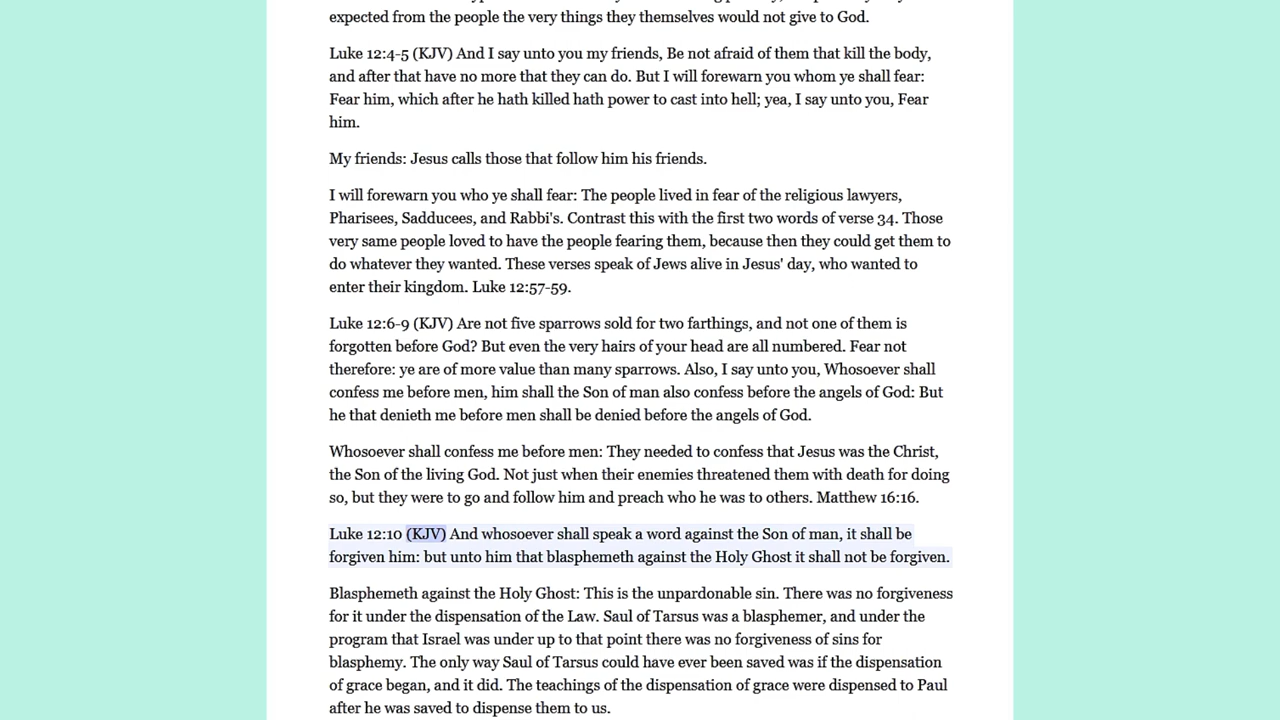 expected from the people the very things they themselves would not give to God.
Luke 12:4-5 (KJV) And I say unto you my friends, Be not afraid of them that kill the body,
and after that have no more that they can do. But I will forewarn you whom ye shall fear:
Fear him, which after he hath killed hath power to cast into hell; yea, I say unto you, Fear
him.
My friends: Jesus calls those that follow him his friends.
I will forewarn you who ye shall fear: The people lived in fear of the religious lawyers,
Pharisees, Sadducees, and Rabbi's. Contrast this with the first two words of verse 34. Those
very same people loved to have the people fearing them, because then they could get them to
do whatever they wanted. These verses speak of Jews alive in Jesus' day, who wanted to
enter their kingdom. Luke 12:57-59.
Luke 12:6-9 (KJV) Are not five sparrows sold for two farthings, and not one of them is
forgotten before God? But even the very hairs of your head are all numbered. Fear not
therefore: ye are of more value than many sparrows. Also, I say unto you, Whosoever shall
confess me before men, him shall the Son of man also confess before the angels of God: But
he that denieth me before men shall be denied before the angels of God.
Whosoever shall confess me before men: They needed to confess that Jesus was the Christ,
the Son of the living God. Not just when their enemies threatened them with death for doing
so, but they were to go and follow him and preach who he was to others. Matthew 16:16.
Luke 12:10 (KJV) And whosoever shall speak a word against the Son of man, it shall be
forgiven him: but unto him that blasphemeth against the Holy Ghost it shall not be forgiven.
Blasphemeth against the Holy Ghost: This is the unpardonable sin. There was no forgiveness
for it under the dispensation of the Law. Saul of Tarsus was a blasphemer, and under the
program that Israel was under up to that point there was no forgiveness of sins for
blasphemy. The only way Saul of Tarsus could have ever been saved was if the dispensation
of grace began, and it did. The teachings of the dispensation of grace were dispensed to Paul
after he was saved to dispense them to us.